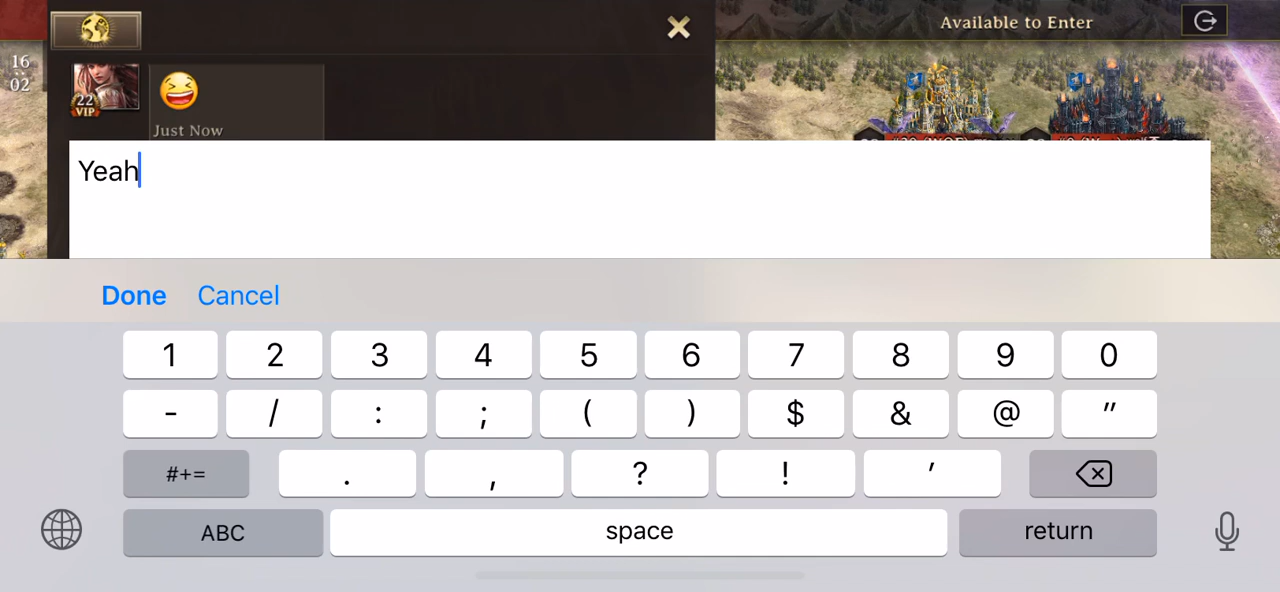 Available to Enter
16
:
02
22
VIP
Just Now
Yeah
Done Cancel
1 2 3 4 5 6 7 8 9 0
- / : ; ( ) $ & @ "
#+= . , ? ! '
ABC space return